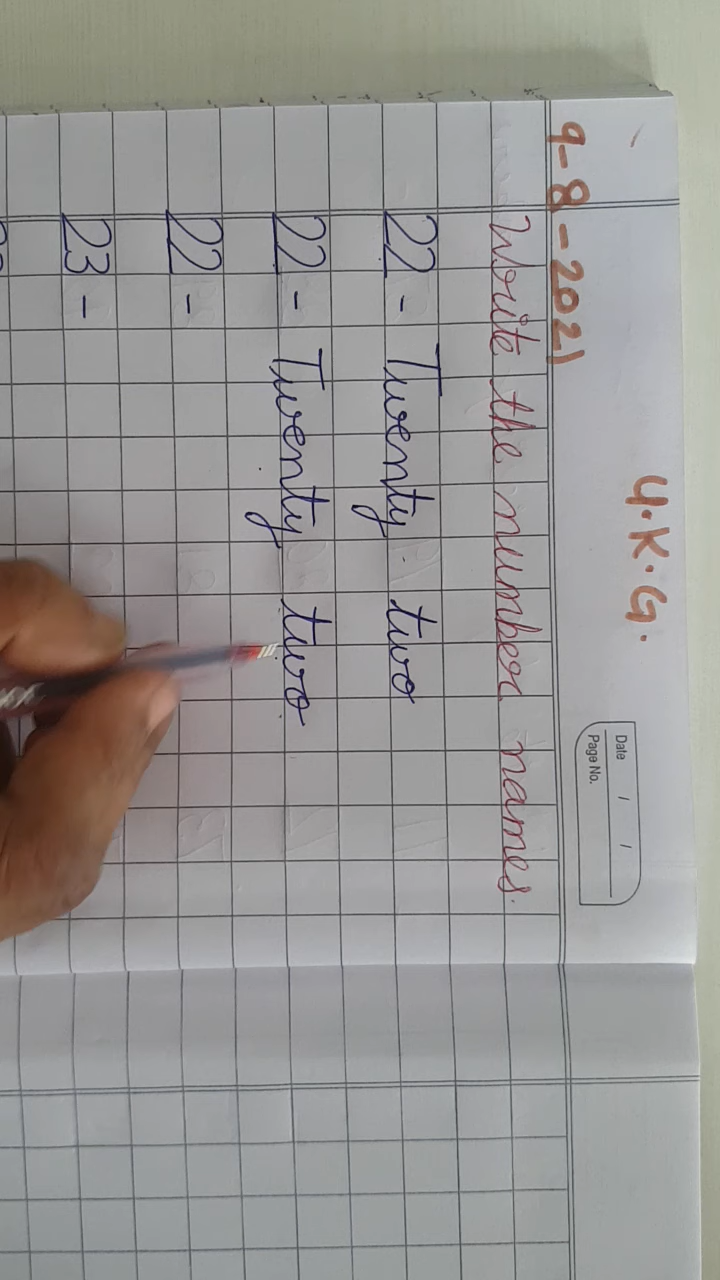 U.K.G.
Date / /
Page No.
9-8-2021
Write the number names.
22 - Twenty two
22 - Twenty two
22 -
23 -